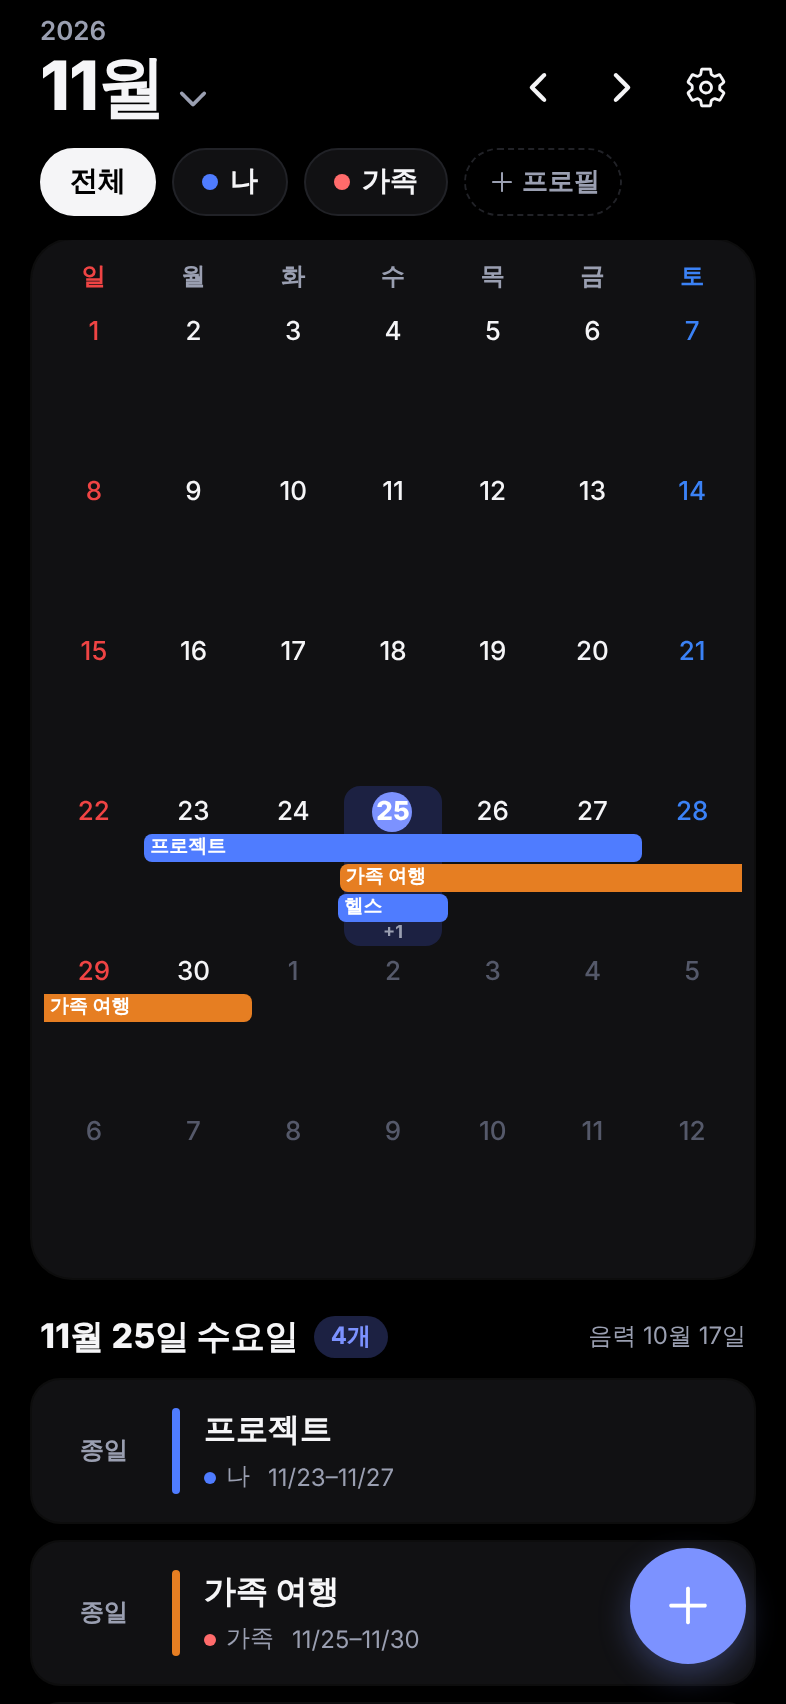 2026
11월
전체 나 가족 + 프로필
일 월 화 수 목 금 토
1 2 3 4 5 6 7
8 9 10 11 12 13 14
15 16 17 18 19 20 21
22 23 24 25 26 27 28
프로젝트
가족 여행
헬스
+1
29 30 1 2 3 4 5
가족 여행
6 7 8 9 10 11 12
11월 25일 수요일 4개 음력 10월 17일
종일 프로젝트
나 11/23–11/27
종일 가족 여행
가족 11/25–11/30